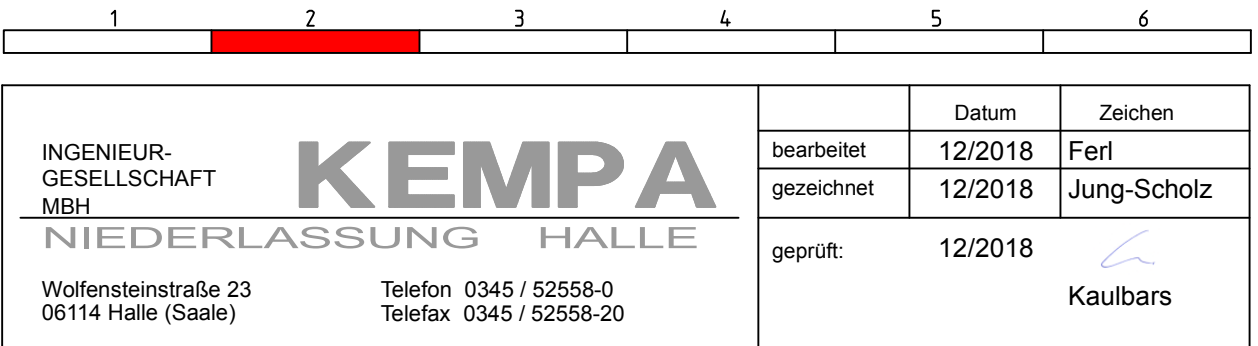 1 2 3 4 5 6
INGENIEUR-
GESELLSCHAFT
MBH
KEMPA
NIEDERLASSUNG HALLE
Wolfensteinstraße 23
06114 Halle (Saale)
Telefon 0345 / 52558-0
Telefax 0345 / 52558-20
Datum Zeichen
bearbeitet 12/2018 Ferl
gezeichnet 12/2018 Jung-Scholz
geprüft: 12/2018
Kaulbars